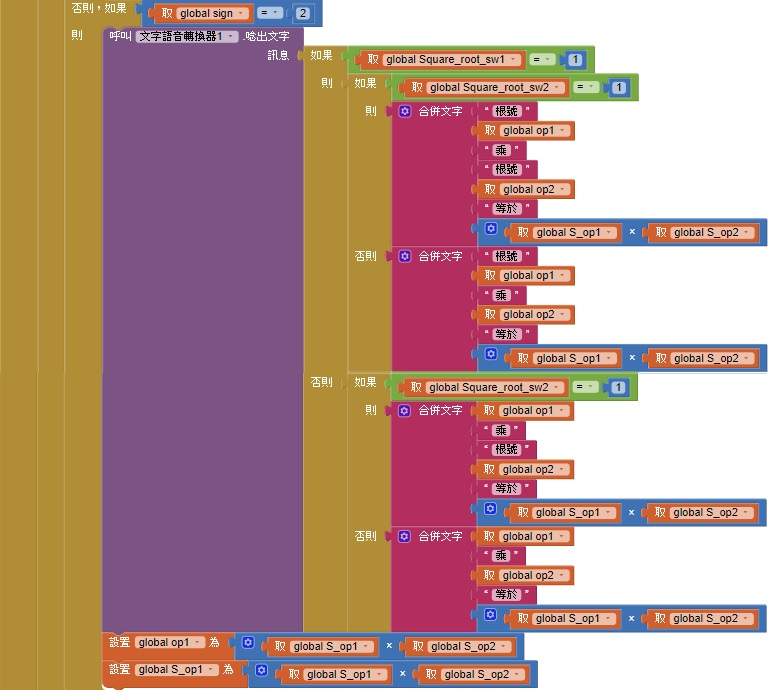 否則，如果 取 global sign = 2
則 呼叫 文字語音轉換器1 .唸出文字
訊息 如果 取 global Square_root_sw1 = 1
則 如果 取 global Square_root_sw2 = 1
則 合併文字 “ 根號 ”
取 global op1
“ 乘 ”
“ 根號 ”
取 global op2
“ 等於 ”
取 global S_op1 × 取 global S_op2
否則 合併文字 “ 根號 ”
取 global op1
“ 乘 ”
取 global op2
“ 等於 ”
取 global S_op1 × 取 global S_op2
否則 如果 取 global Square_root_sw2 = 1
則 合併文字 取 global op1
“ 乘 ”
“ 根號 ”
取 global op2
“ 等於 ”
取 global S_op1 × 取 global S_op2
否則 合併文字 取 global op1
“ 乘 ”
取 global op2
“ 等於 ”
取 global S_op1 × 取 global S_op2
設置 global op1 為 取 global S_op1 × 取 global S_op2
設置 global S_op1 為 取 global S_op1 × 取 global S_op2